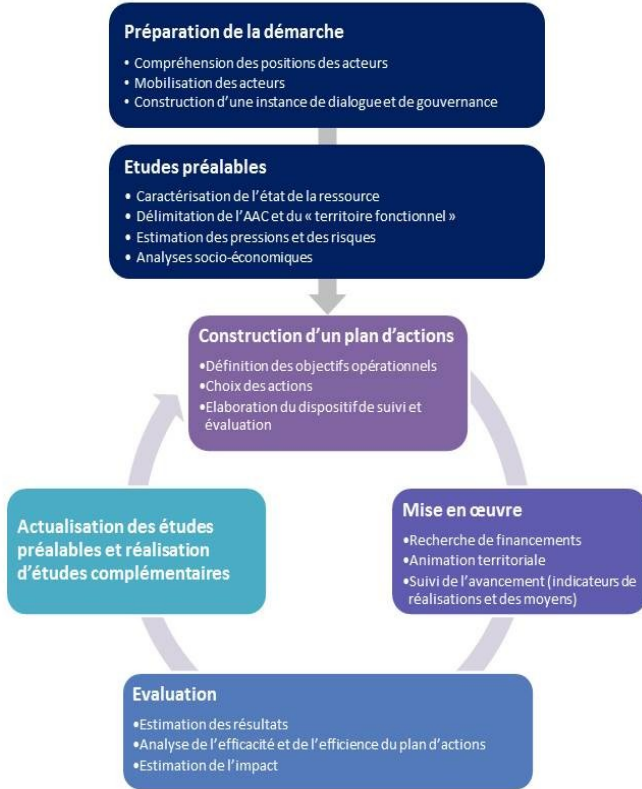 Préparation de la démarche
• Compréhension des positions des acteurs
• Mobilisation des acteurs
• Construction d'une instance de dialogue et de gouvernance
Etudes préalables
• Caractérisation de l'état de la ressource
• Délimitation de l'AAC et du « territoire fonctionnel »
• Estimation des pressions et des risques
• Analyses socio-économiques
Construction d'un plan d'actions
•Définition des objectifs opérationnels
•Choix des actions
•Elaboration du dispositif de suivi et
évaluation
Mise en œuvre
•Recherche de financements
•Animation territoriale
•Suivi de l'avancement (indicateurs de
réalisations et des moyens)
Evaluation
•Estimation des résultats
•Analyse de l'efficacité et de l'efficience du plan d'actions
•Estimation de l'impact
Actualisation des études
préalables et réalisation
d'études complémentaires